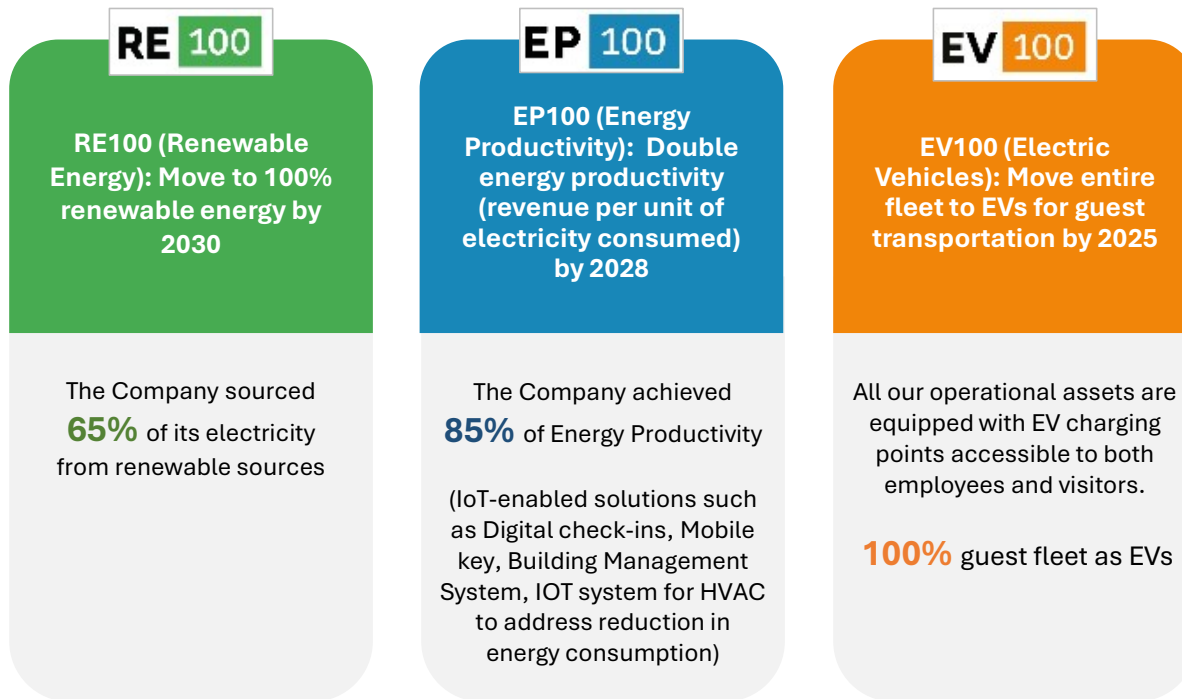 RE 100
RE100 (Renewable
Energy): Move to 100%
renewable energy by
2030
The Company sourced
65% of its electricity
from renewable sources
EP 100
EP100 (Energy
Productivity): Double
energy productivity
(revenue per unit of
electricity consumed)
by 2028
The Company achieved
85% of Energy Productivity
(IoT-enabled solutions such
as Digital check-ins, Mobile
key, Building Management
System, IOT system for HVAC
to address reduction in
energy consumption)
EV 100
EV100 (Electric
Vehicles): Move entire
fleet to EVs for guest
transportation by 2025
All our operational assets are
equipped with EV charging
points accessible to both
employees and visitors.
100% guest fleet as EVs